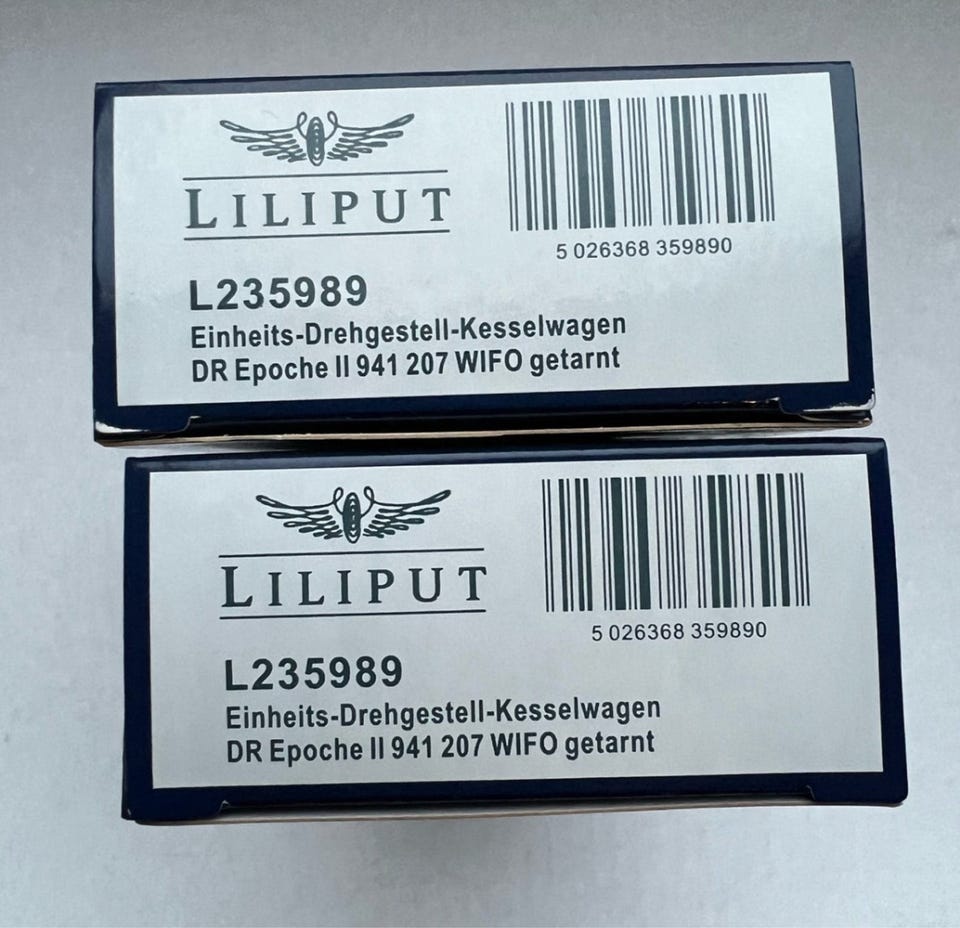 LILIPUT
5 026368 359890
L235989
Einheits-Drehgestell-Kesselwagen
DR Epoche II 941 207 WIFO getarnt
LILIPUT
5 026368 359890
L235989
Einheits-Drehgestell-Kesselwagen
DR Epoche II 941 207 WIFO getarnt